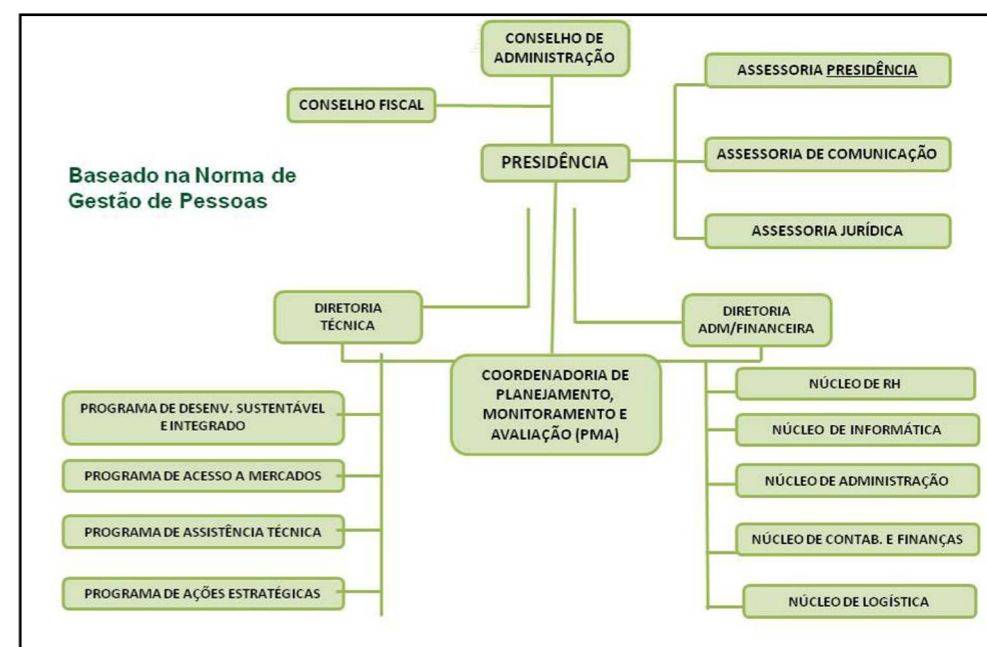 CONSELHO DE
ADMINISTRAÇÃO
ASSESSORIA PRESIDÊNCIA
CONSELHO FISCAL
PRESIDÊNCIA
ASSESSORIA DE COMUNICAÇÃO
Baseado na Norma de
Gestão de Pessoas
ASSESSORIA JURÍDICA
DIRETORIA
TÉCNICA
DIRETORIA
ADM/FINANCEIRA
COORDENADORIA DE
PLANEJAMENTO,
MONITORAMENTO E
AVALIAÇÃO (PMA)
PROGRAMA DE DESENV. SUSTENTÁVEL
E INTEGRADO
PROGRAMA DE ACESSO A MERCADOS
PROGRAMA DE ASSISTÊNCIA TÉCNICA
PROGRAMA DE AÇÕES ESTRATÉGICAS
NÚCLEO DE RH
NÚCLEO DE INFORMÁTICA
NÚCLEO DE ADMINISTRAÇÃO
NÚCLEO DE CONTAB. E FINANÇAS
NÚCLEO DE LOGÍSTICA